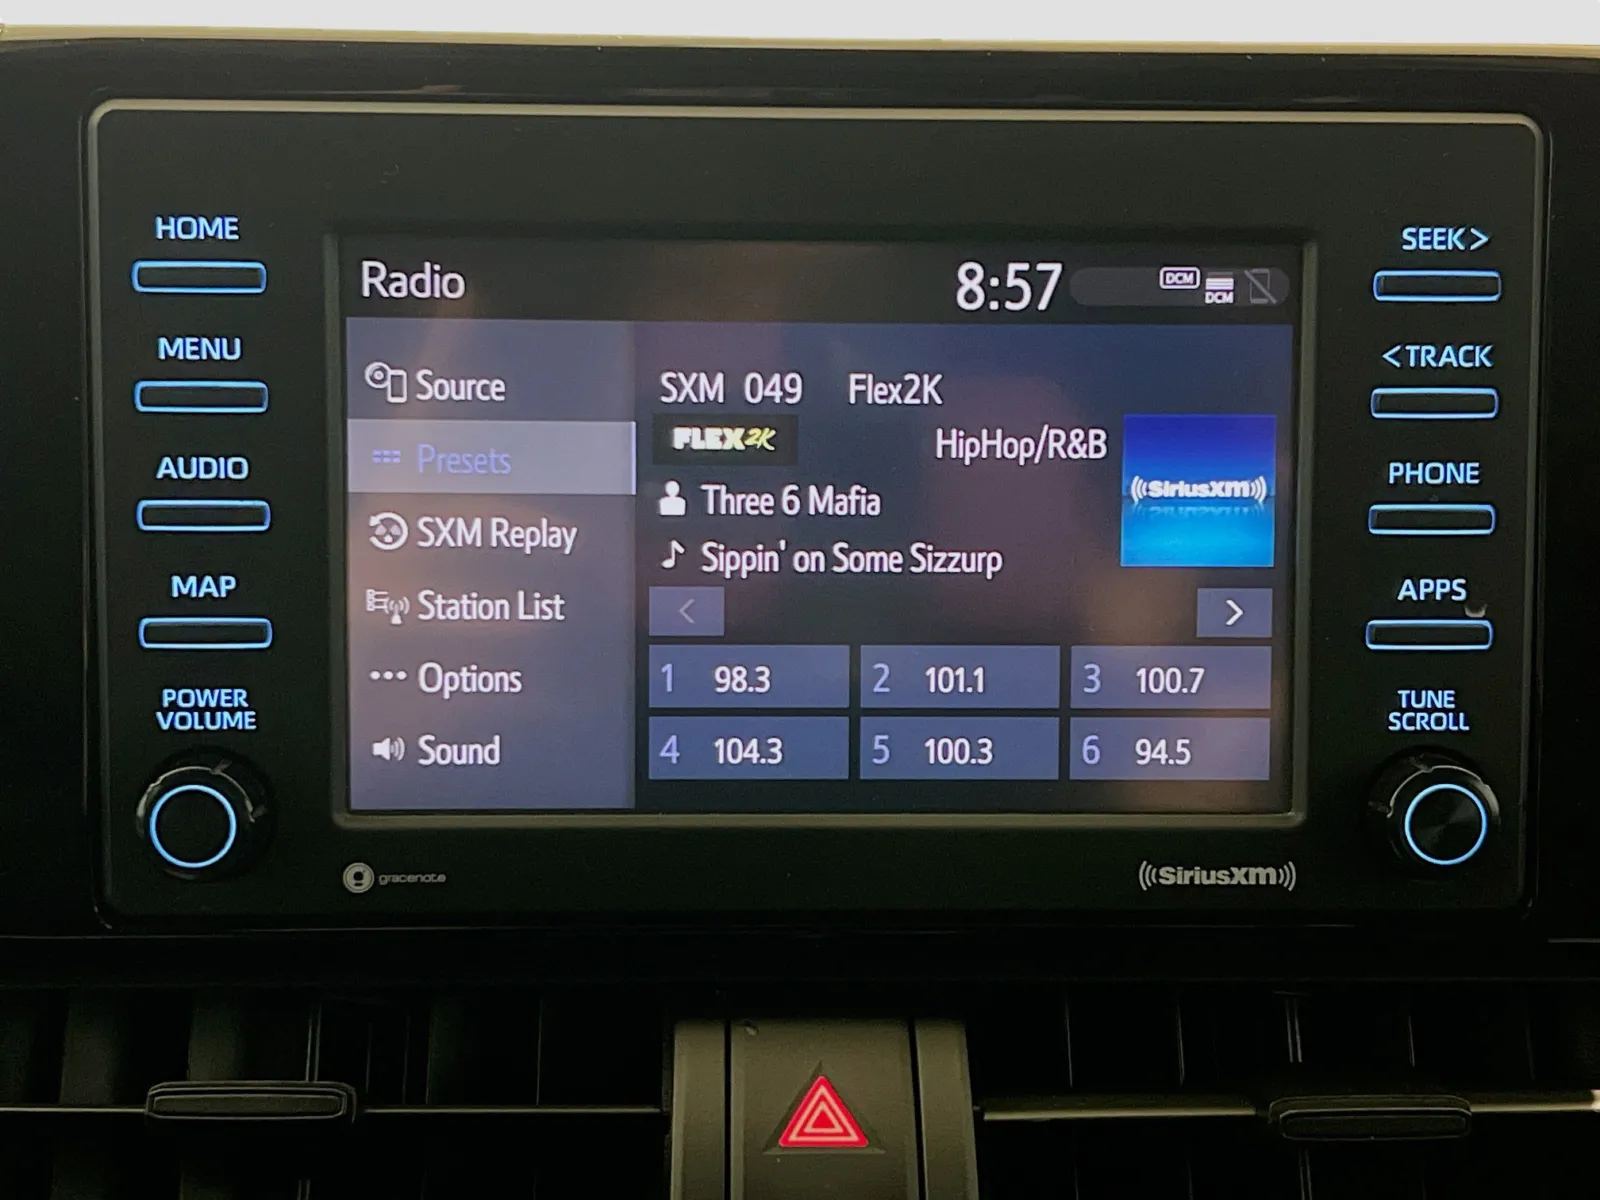 HOME
MENU
AUDIO
MAP
POWER
VOLUME
Radio
8:57
DCM
DCM
Source
Presets
SXM Replay
Station List
Options
Sound
SXM 049 Flex2K
FLEX2K
HipHop/R&B
((SiriusXM))
Three 6 Mafia
Sippin' on Some Sizzurp
<
>
1 98.3
2 101.1
3 100.7
4 104.3
5 100.3
6 94.5
SEEK>
<TRACK
PHONE
APPS
TUNE
SCROLL
gracenote
((SiriusXM))